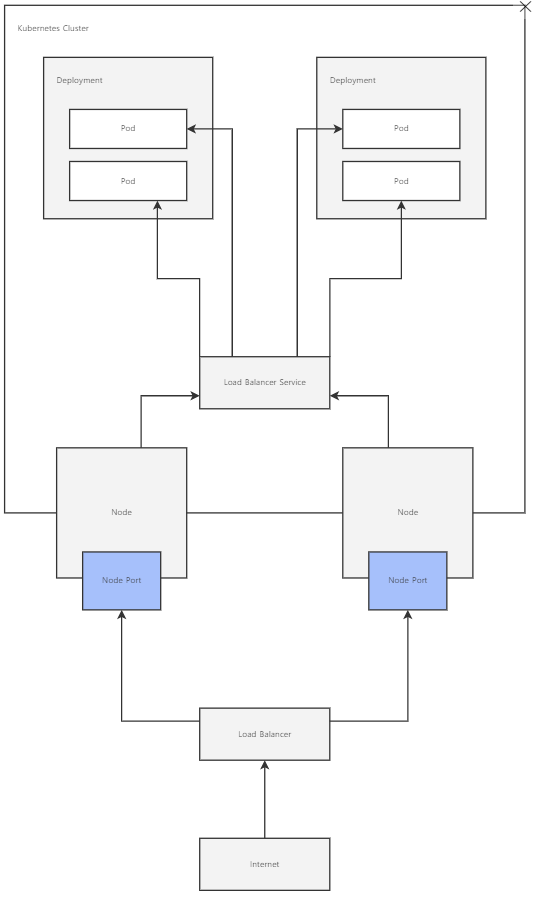 Kubernetes Cluster
Deployment
Pod
Pod
Deployment
Pod
Pod
Load Balancer Service
Node
Node Port
Node
Node Port
Load Balancer
Internet